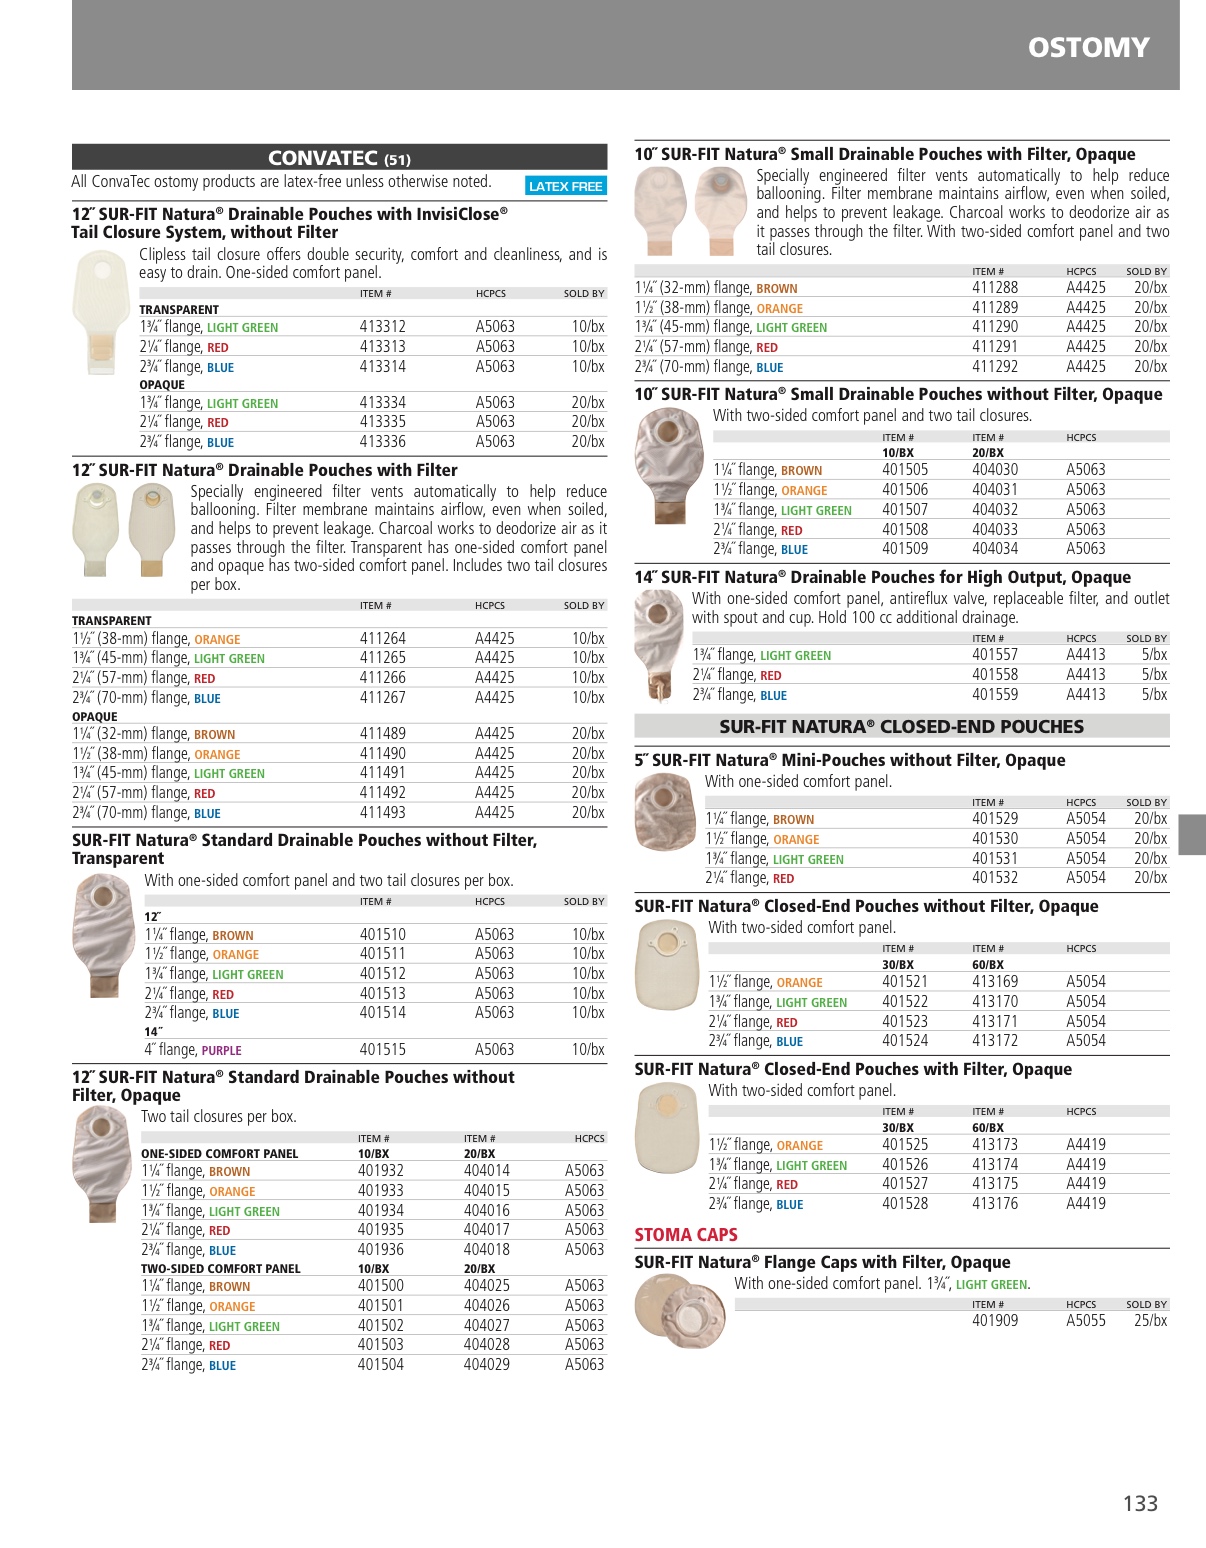 OSTOMY
CONVATEC (51)
All ConvaTec ostomy products are latex-free unless otherwise noted. LATEX FREE
12˝ SUR-FIT Natura® Drainable Pouches with InvisiClose®
Tail Closure System, without Filter
Clipless tail closure offers double security, comfort and cleanliness, and is
easy to drain. One-sided comfort panel.
ITEM # HCPCS SOLD BY
TRANSPARENT
1¾˝ flange, LIGHT GREEN 413312 A5063 10/bx
2¼˝ flange, RED 413313 A5063 10/bx
2¾˝ flange, BLUE 413314 A5063 10/bx
OPAQUE
1¾˝ flange, LIGHT GREEN 413334 A5063 20/bx
2¼˝ flange, RED 413335 A5063 20/bx
2¾˝ flange, BLUE 413336 A5063 20/bx
12˝ SUR-FIT Natura® Drainable Pouches with Filter
Specially engineered filter vents automatically to help reduce
ballooning. Filter membrane maintains airflow, even when soiled,
and helps to prevent leakage. Charcoal works to deodorize air as it
passes through the filter. Transparent has one-sided comfort panel
and opaque has two-sided comfort panel. Includes two tail closures
per box.
ITEM # HCPCS SOLD BY
TRANSPARENT
1½˝ (38-mm) flange, ORANGE 411264 A4425 10/bx
1¾˝ (45-mm) flange, LIGHT GREEN 411265 A4425 10/bx
2¼˝ (57-mm) flange, RED 411266 A4425 10/bx
2¾˝ (70-mm) flange, BLUE 411267 A4425 10/bx
OPAQUE
1¼˝ (32-mm) flange, BROWN 411489 A4425 20/bx
1½˝ (38-mm) flange, ORANGE 411490 A4425 20/bx
1¾˝ (45-mm) flange, LIGHT GREEN 411491 A4425 20/bx
2¼˝ (57-mm) flange, RED 411492 A4425 20/bx
2¾˝ (70-mm) flange, BLUE 411493 A4425 20/bx
SUR-FIT Natura® Standard Drainable Pouches without Filter,
Transparent
With one-sided comfort panel and two tail closures per box.
ITEM # HCPCS SOLD BY
12˝
1¼˝ flange, BROWN 401510 A5063 10/bx
1½˝ flange, ORANGE 401511 A5063 10/bx
1¾˝ flange, LIGHT GREEN 401512 A5063 10/bx
2¼˝ flange, RED 401513 A5063 10/bx
2¾˝ flange, BLUE 401514 A5063 10/bx
14˝
4˝ flange, PURPLE 401515 A5063 10/bx
12˝ SUR-FIT Natura® Standard Drainable Pouches without
Filter, Opaque
Two tail closures per box.
ITEM # ITEM # HCPCS
ONE-SIDED COMFORT PANEL 10/BX 20/BX
1¼˝ flange, BROWN 401932 404014 A5063
1½˝ flange, ORANGE 401933 404015 A5063
1¾˝ flange, LIGHT GREEN 401934 404016 A5063
2¼˝ flange, RED 401935 404017 A5063
2¾˝ flange, BLUE 401936 404018 A5063
TWO-SIDED COMFORT PANEL 10/BX 20/BX
1¼˝ flange, BROWN 401500 404025 A5063
1½˝ flange, ORANGE 401501 404026 A5063
1¾˝ flange, LIGHT GREEN 401502 404027 A5063
2¼˝ flange, RED 401503 404028 A5063
2¾˝ flange, BLUE 401504 404029 A5063
10˝ SUR-FIT Natura® Small Drainable Pouches with Filter, Opaque
Specially engineered filter vents automatically to help reduce
ballooning. Filter membrane maintains airflow, even when soiled,
and helps to prevent leakage. Charcoal works to deodorize air as
it passes through the filter. With two-sided comfort panel and two
tail closures.
ITEM # HCPCS SOLD BY
1¼˝ (32-mm) flange, BROWN 411288 A4425 20/bx
1½˝ (38-mm) flange, ORANGE 411289 A4425 20/bx
1¾˝ (45-mm) flange, LIGHT GREEN 411290 A4425 20/bx
2¼˝ (57-mm) flange, RED 411291 A4425 20/bx
2¾˝ (70-mm) flange, BLUE 411292 A4425 20/bx
10˝ SUR-FIT Natura® Small Drainable Pouches without Filter, Opaque
With two-sided comfort panel and two tail closures.
ITEM # ITEM # HCPCS
10/BX 20/BX
1¼˝ flange, BROWN 401505 404030 A5063
1½˝ flange, ORANGE 401506 404031 A5063
1¾˝ flange, LIGHT GREEN 401507 404032 A5063
2¼˝ flange, RED 401508 404033 A5063
2¾˝ flange, BLUE 401509 404034 A5063
14˝ SUR-FIT Natura® Drainable Pouches for High Output, Opaque
With one-sided comfort panel, antireflux valve, replaceable filter, and outlet
with spout and cup. Hold 100 cc additional drainage.
ITEM # HCPCS SOLD BY
1¾˝ flange, LIGHT GREEN 401557 A4413 5/bx
2¼˝ flange, RED 401558 A4413 5/bx
2¾˝ flange, BLUE 401559 A4413 5/bx
SUR-FIT NATURA® CLOSED-END POUCHES
5˝ SUR-FIT Natura® Mini-Pouches without Filter, Opaque
With one-sided comfort panel.
ITEM # HCPCS SOLD BY
1¼˝ flange, BROWN 401529 A5054 20/bx
1½˝ flange, ORANGE 401530 A5054 20/bx
1¾˝ flange, LIGHT GREEN 401531 A5054 20/bx
2¼˝ flange, RED 401532 A5054 20/bx
SUR-FIT Natura® Closed-End Pouches without Filter, Opaque
With two-sided comfort panel.
ITEM # ITEM # HCPCS
30/BX 60/BX
1½˝ flange, ORANGE 401521 413169 A5054
1¾˝ flange, LIGHT GREEN 401522 413170 A5054
2¼˝ flange, RED 401523 413171 A5054
2¾˝ flange, BLUE 401524 413172 A5054
SUR-FIT Natura® Closed-End Pouches with Filter, Opaque
With two-sided comfort panel.
ITEM # ITEM # HCPCS
30/BX 60/BX
1½˝ flange, ORANGE 401525 413173 A4419
1¾˝ flange, LIGHT GREEN 401526 413174 A4419
2¼˝ flange, RED 401527 413175 A4419
2¾˝ flange, BLUE 401528 413176 A4419
STOMA CAPS
SUR-FIT Natura® Flange Caps with Filter, Opaque
With one-sided comfort panel. 1¾˝, LIGHT GREEN.
ITEM # HCPCS SOLD BY
401909 A5055 25/bx
133